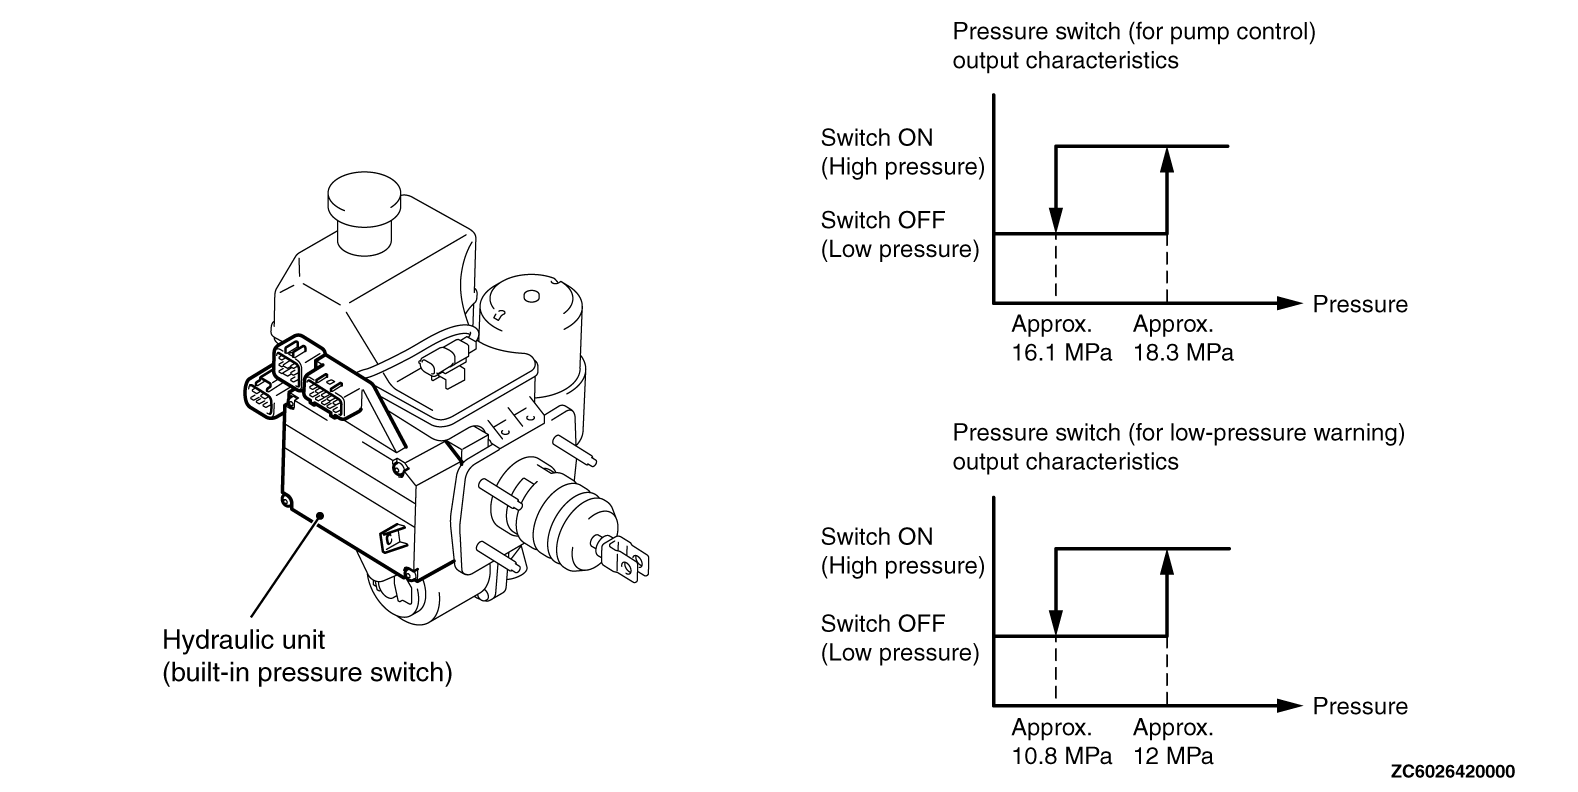 Pressure switch (for pump control)
output characteristics
Switch ON
(High pressure)
Switch OFF
(Low pressure)
Pressure
Approx.
16.1 MPa
Approx.
18.3 MPa
Pressure switch (for low-pressure warning)
output characteristics
Switch ON
(High pressure)
Switch OFF
(Low pressure)
Pressure
Approx.
10.8 MPa
Approx.
12 MPa
Hydraulic unit
(built-in pressure switch)
ZC6026420000